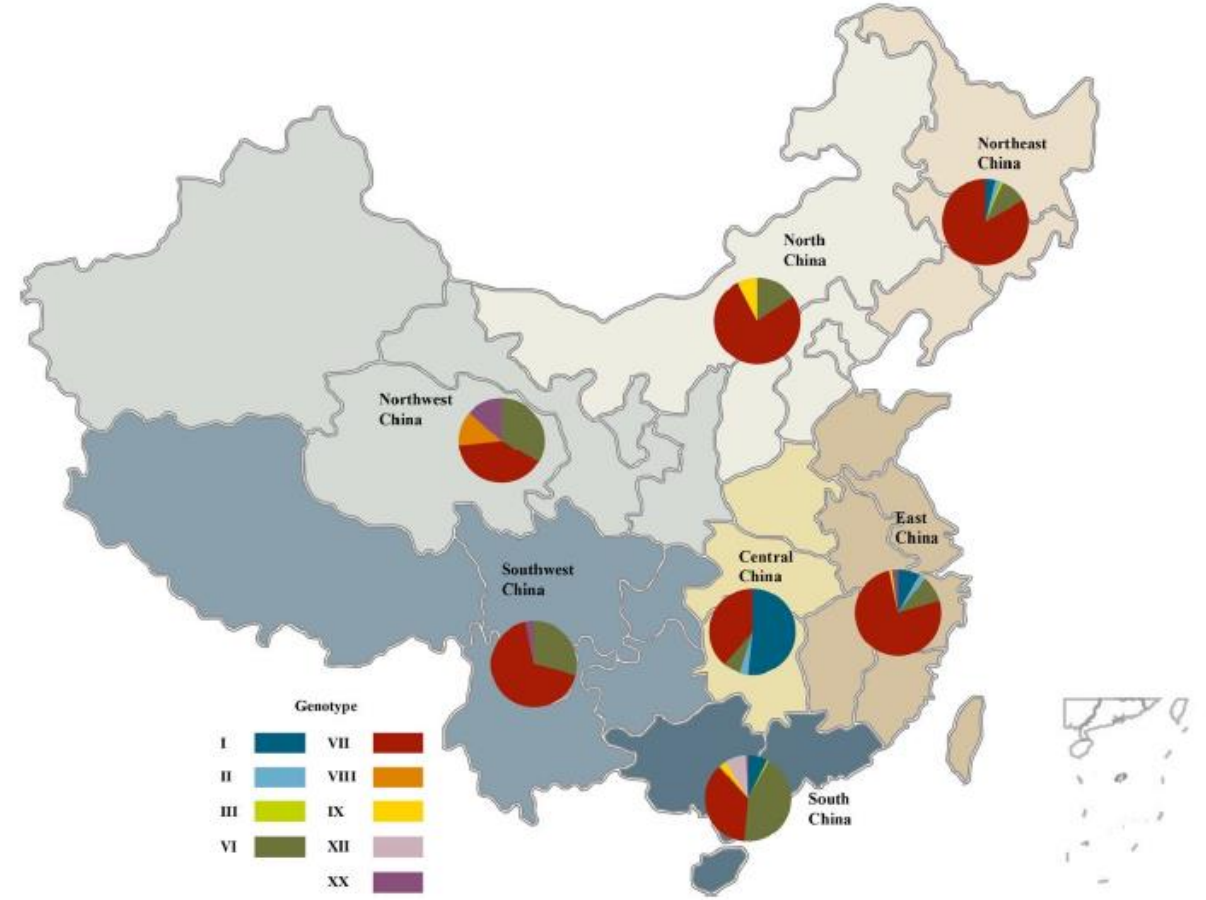 Northeast
China
North
China
Northwest
China
East
China
Central
China
Southwest
China
South
China
Genotype
I VII
II VIII
III IX
VI XII
XX